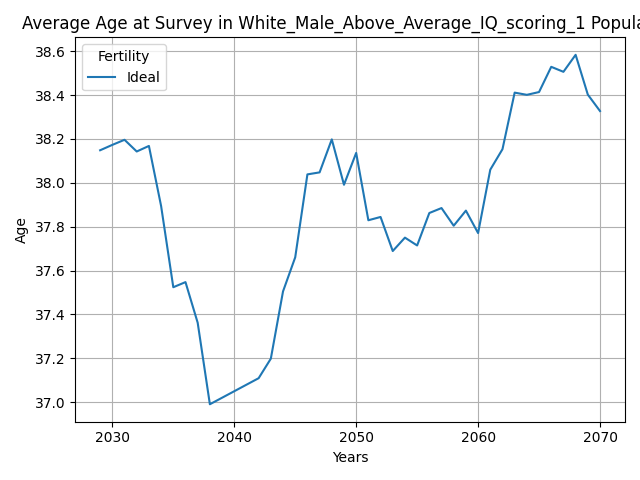 Average Age at Survey in White_Male_Above_Average_IQ_scoring_1 Popula
Fertility
Ideal
38.6
38.4
38.2
38.0
37.8
37.6
37.4
37.2
37.0
Age
2030 2040 2050 2060 2070
Years